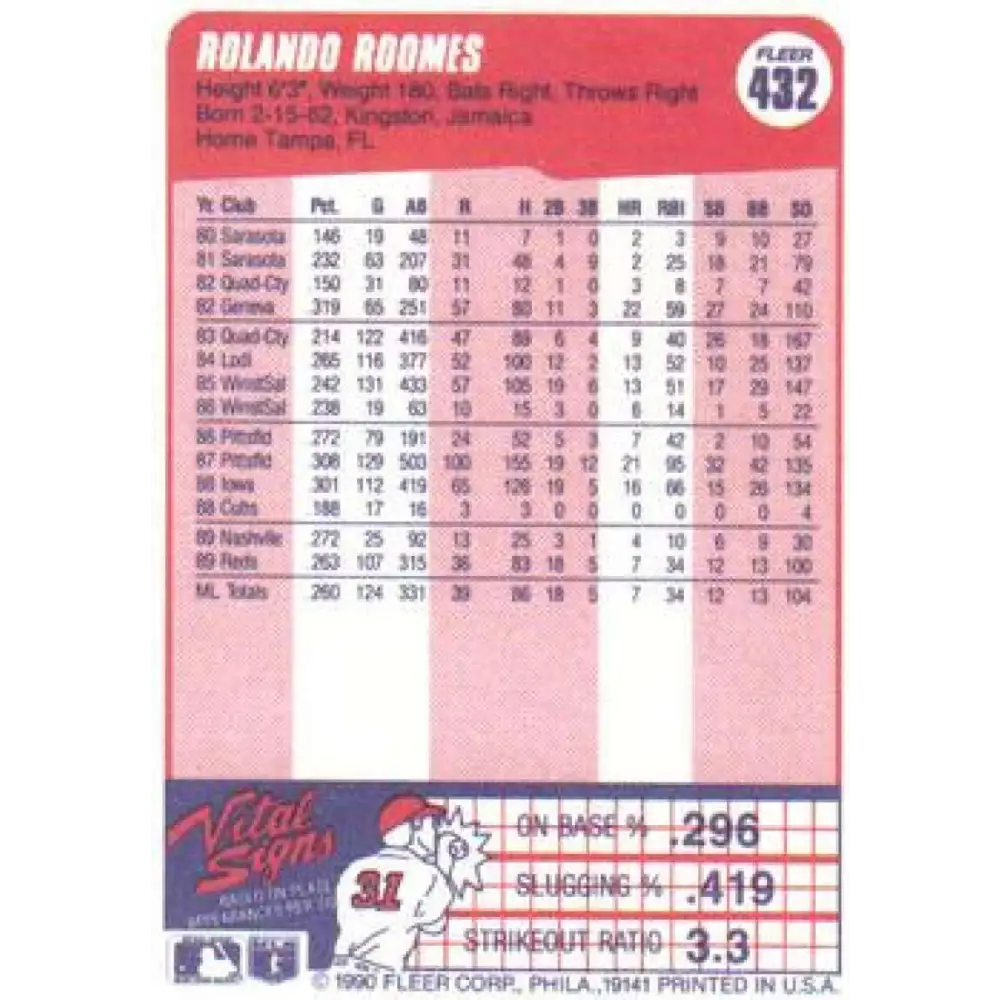 ROLANDO ROOMES
FLEER
432
Height 6'3", Weight 180, Bats Right, Throws Right
Born 2-15-62, Kingston, Jamaica
Home Tampa, FL
Yr. Club Pct. G AB R H 2B 3B HR RBI SB BB SO
80 Sarasota .146 19 48 11 7 1 0 2 3 9 10 27
81 Sarasota .232 63 207 31 48 4 9 2 25 18 21 79
82 Quad-Cty .150 31 80 11 12 1 0 3 8 7 7 42
82 Geneva .319 65 251 57 80 11 3 22 59 27 24 110
83 Quad-Cty .214 122 416 47 89 6 4 9 40 26 18 167
84 Lodi .265 116 377 52 100 12 2 13 52 10 25 137
85 WinstSal .242 131 433 57 105 19 6 13 51 17 29 147
86 WinstSal .238 19 63 10 15 3 0 6 14 1 5 22
86 Pittsfld .272 79 191 24 52 5 3 7 42 2 10 54
87 Pittsfld .308 129 503 100 155 19 12 21 95 32 42 135
88 Iowa .301 112 419 65 126 19 5 16 66 15 26 134
88 Cubs .188 17 16 3 3 0 0 0 0 0 0 4
89 Nashville .272 25 92 13 25 3 1 4 10 6 9 30
89 Reds .263 107 315 36 83 18 5 7 34 12 13 100
ML Totals .260 124 331 39 86 18 5 7 34 12 13 104
Vital
Signs
BASED ON PLATE
31
ON BASE % .296
SLUGGING % .419
STRIKEOUT RATIO 3.3
© 1990 FLEER CORP., PHILA., 19141 PRINTED IN U.S.A.